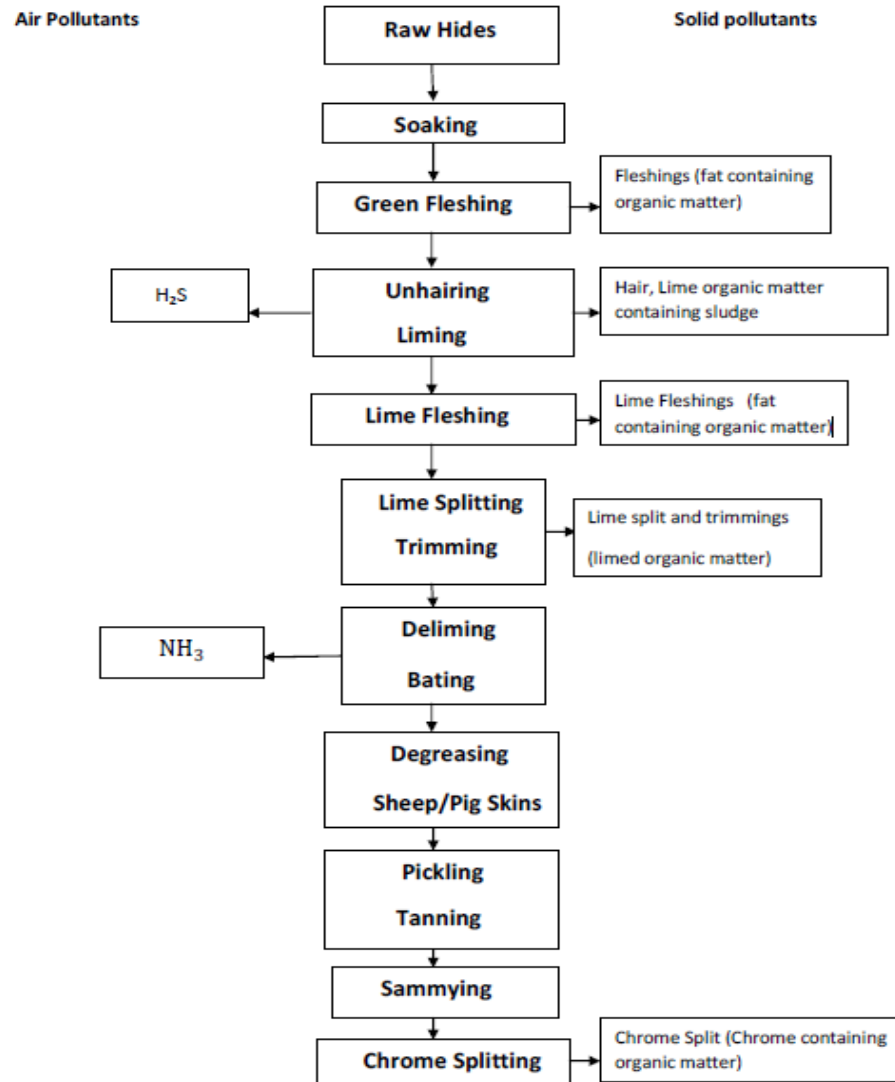 Air Pollutants
Solid pollutants
Raw Hides
Soaking
Green Fleshing
Fleshings (fat containing
organic matter)
H₂S
Unhairing
Liming
Hair, Lime organic matter
containing sludge
Lime Fleshing
Lime Fleshings (fat
containing organic matter)
Lime Splitting
Trimming
Lime split and trimmings
(limed organic matter)
NH₃
Deliming
Bating
Degreasing
Sheep/Pig Skins
Pickling
Tanning
Sammying
Chrome Splitting
Chrome Split (Chrome containing
organic matter)